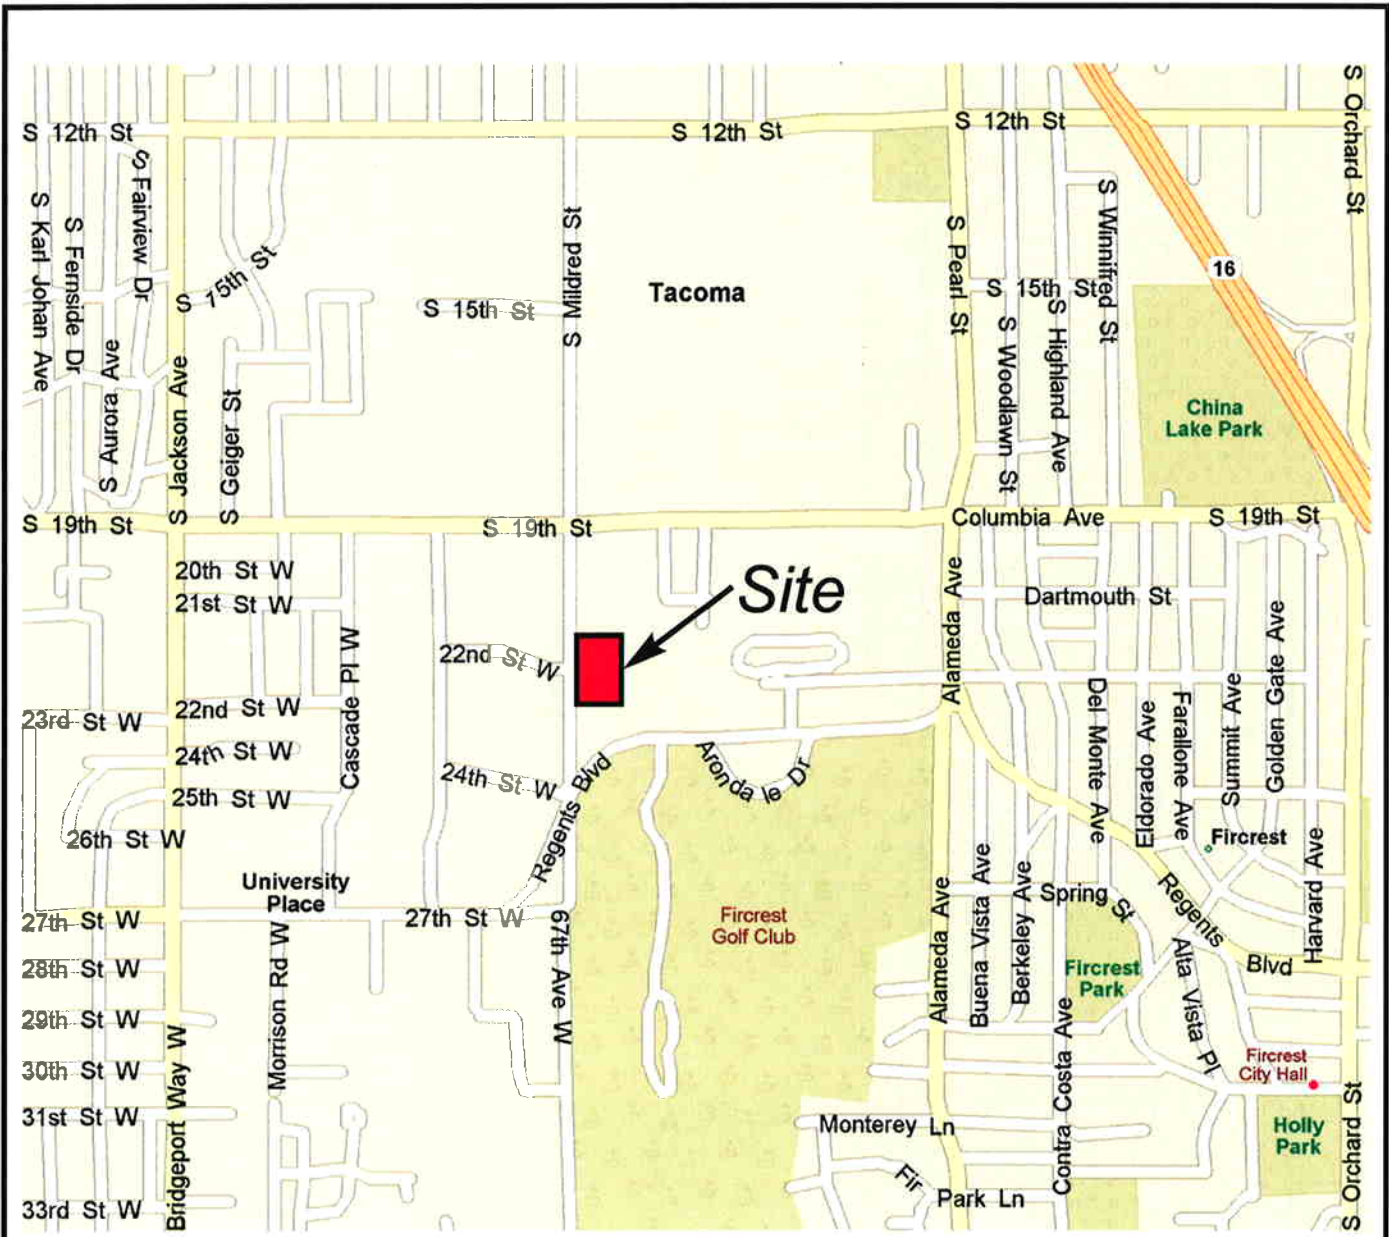 S 12th St
S 12th St
S 12th St
S Orchard St
S Fairview Dr
S Karl Johan Ave
S Fernside Dr
S Aurora Ave
S Jackson Ave
S 75th St
S Geiger St
S 15th St
S Mildred St
Tacoma
S Pearl St
S 15th St
S Winnifred St
S Woodlawn St
S Highland Ave
16
China
Lake Park
S 19th St
S 19th St
Columbia Ave
S 19th St
20th St W
21st St W
22nd St W
Site
Dartmouth St
Alameda Ave
Cascade Pl W
23rd St W
22nd St W
24th St W
25th St W
26th St W
24th St W
Regents Blvd
Arondale Dr
Del Monte Ave
Eldorado Ave
Farallone Ave
Summit Ave
Golden Gate Ave
Fircrest
Harvard Ave
University
Place
27th St W
27th St W
67th Ave W
Fircrest
Golf Club
Alameda Ave
Buena Vista Ave
Berkeley Ave
Spring St
Regents Blvd
Fircrest
Park
Alta Vista Pl
28th St W
29th St W
30th St W
31st St W
33rd St W
Morrison Rd W
Bridgeport Way W
Contra Costa Ave
Fircrest
City Hall
Holly
Park
S Orchard St
Monterey Ln
Fir
Park Ln